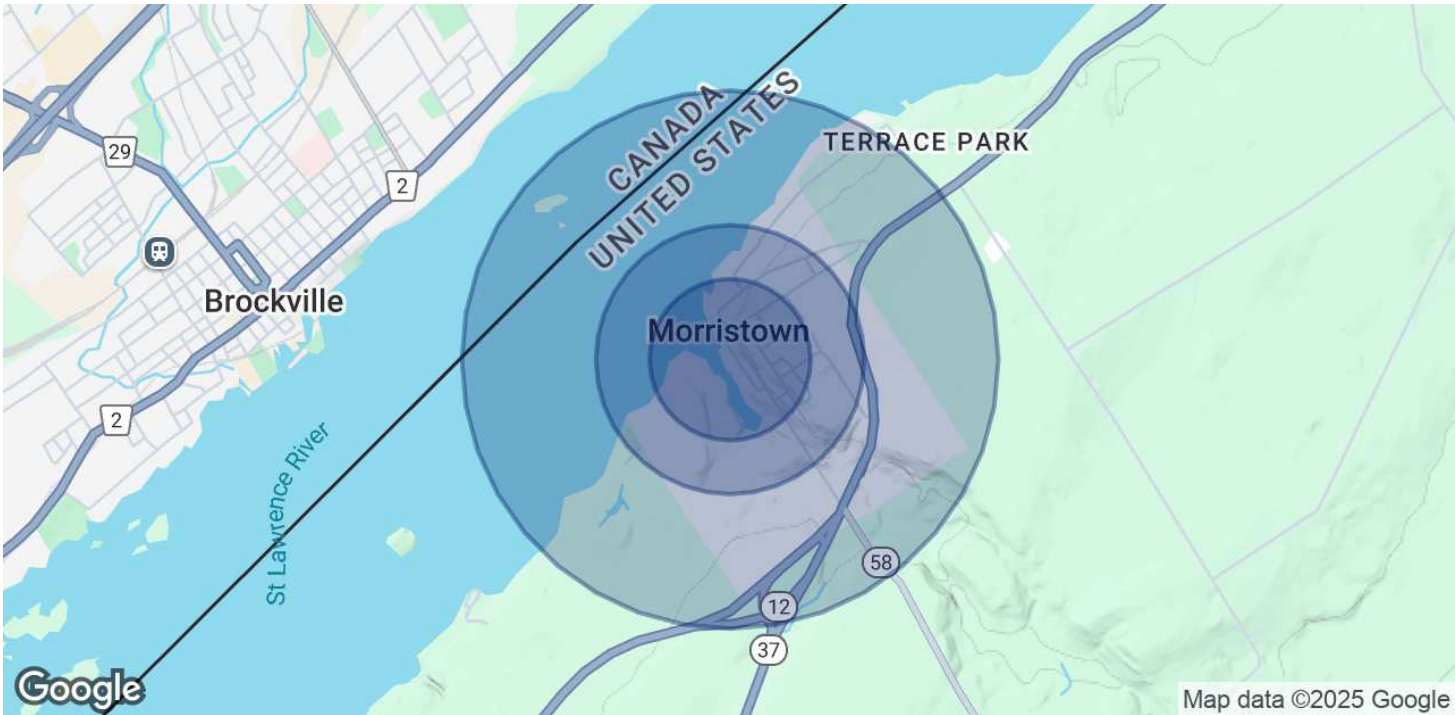 CANADA
UNITED STATES
TERRACE PARK
29
2
Brockville
Morristown
2
St Lawrence River
58
12
37
Google
Map data ©2025 Google